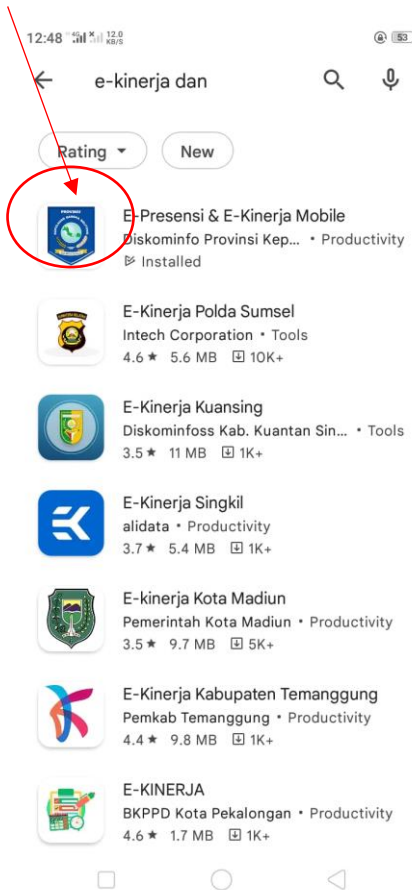 12:48 4G 12.0 KB/S 53
e-kinerja dan
Rating New
E-Presensi & E-Kinerja Mobile
Diskominfo Provinsi Kep... • Productivity
Installed
E-Kinerja Polda Sumsel
Intech Corporation • Tools
4.6★ 5.6 MB 10K+
E-Kinerja Kuansing
Diskominfoss Kab. Kuantan Sin... • Tools
3.5★ 11 MB 1K+
E-Kinerja Singkil
alidata • Productivity
3.7★ 5.4 MB 1K+
E-kinerja Kota Madiun
Pemerintah Kota Madiun • Productivity
3.5★ 9.7 MB 5K+
E-Kinerja Kabupaten Temanggung
Pemkab Temanggung • Productivity
4.4★ 9.8 MB 1K+
E-KINERJA
BKPPD Kota Pekalongan • Productivity
4.6★ 1.7 MB 1K+